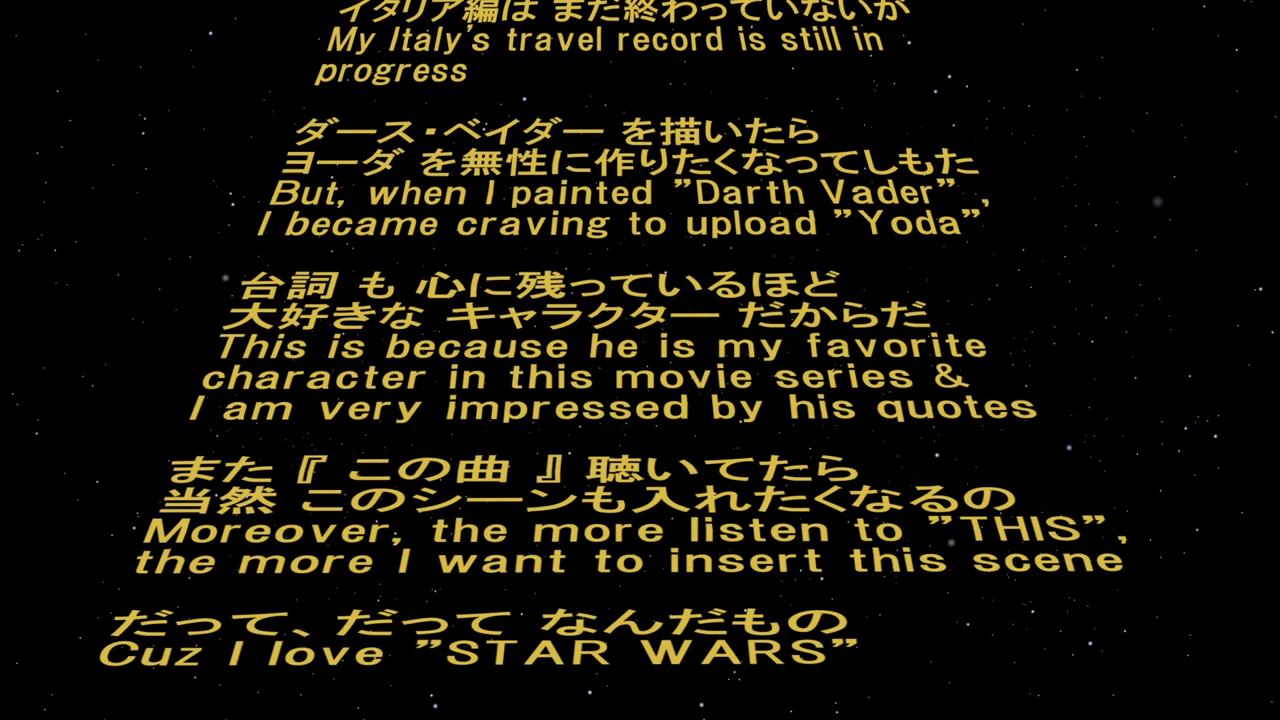 イタリア編は まだ終わっていないが
My Italy's travel record is still in
progress
ダース・ベイダー を描いたら
ヨーダ を無性に作りたくなってしもた
But, when I painted ”Darth Vader” ,
I became craving to upload ”Yoda”
台詞 も 心に残っているほど
大好きな キャラクター だからだ
This is because he is my favorite
character in this movie series &
I am very impressed by his quotes
また『 この曲 』聴いてたら
当然 このシーンも入れたくなるの
Moreover, the more listen to ”THIS”,
the more I want to insert this scene
だって、だって なんだもの
Cuz I love ”STAR WARS”